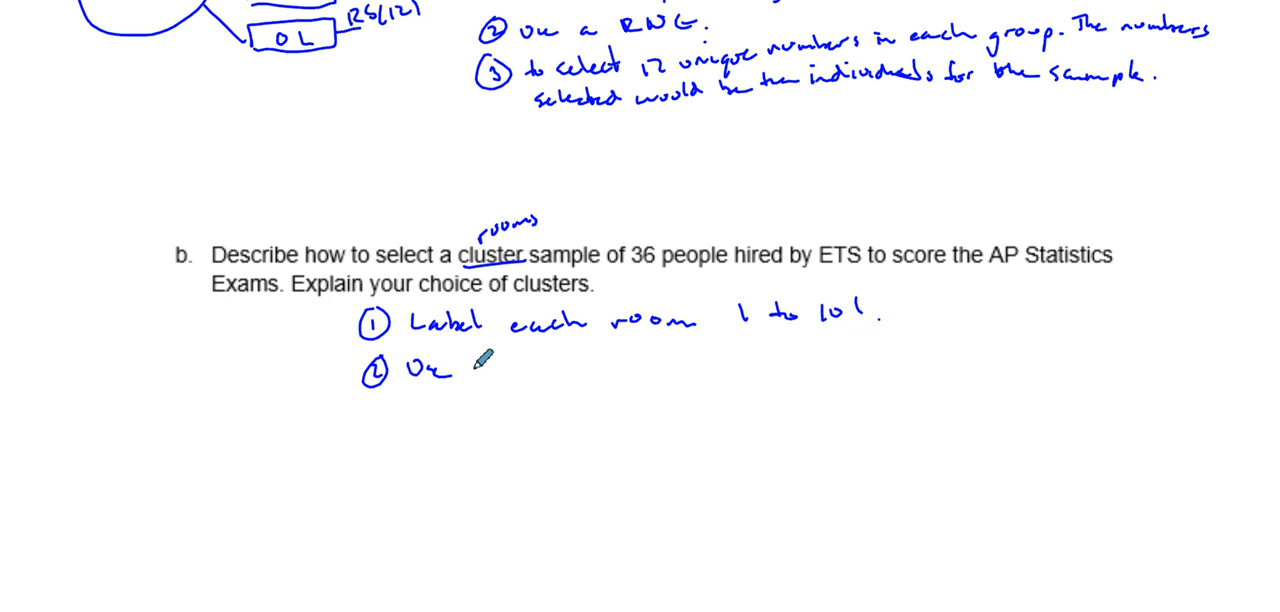 RS(12)
OL
② Use a RNG.
③ to select 12 unique numbers in each group. The numbers
selected would be the individuals for the sample.
rooms
b. Describe how to select a cluster sample of 36 people hired by ETS to score the AP Statistics
Exams. Explain your choice of clusters.
① Label each room 1 to 101.
② Use